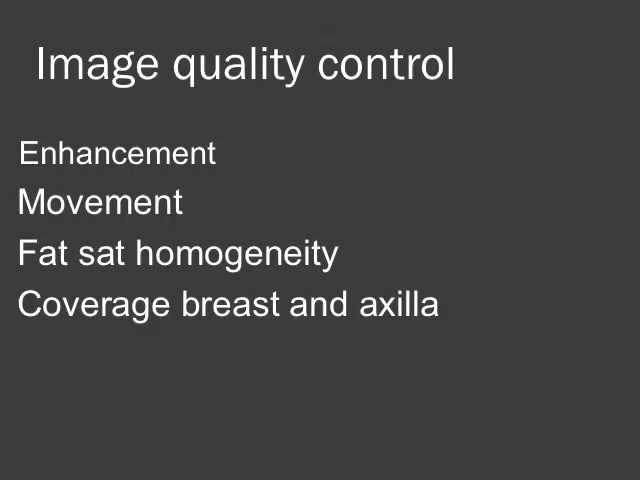 Image quality control
Enhancement
Movement
Fat sat homogeneity
Coverage breast and axilla